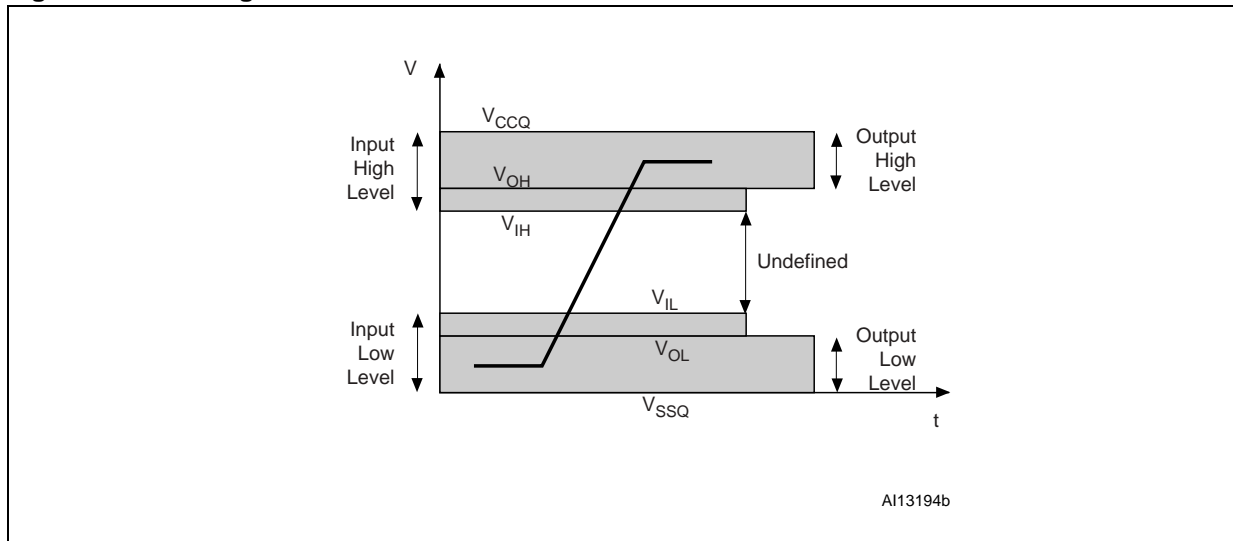 V
V_CCQ
Input
High
Level
Output
High
Level
V_OH
V_IH
Undefined
V_IL
Input
Low
Level
V_OL
Output
Low
Level
V_SSQ
t
AI13194b